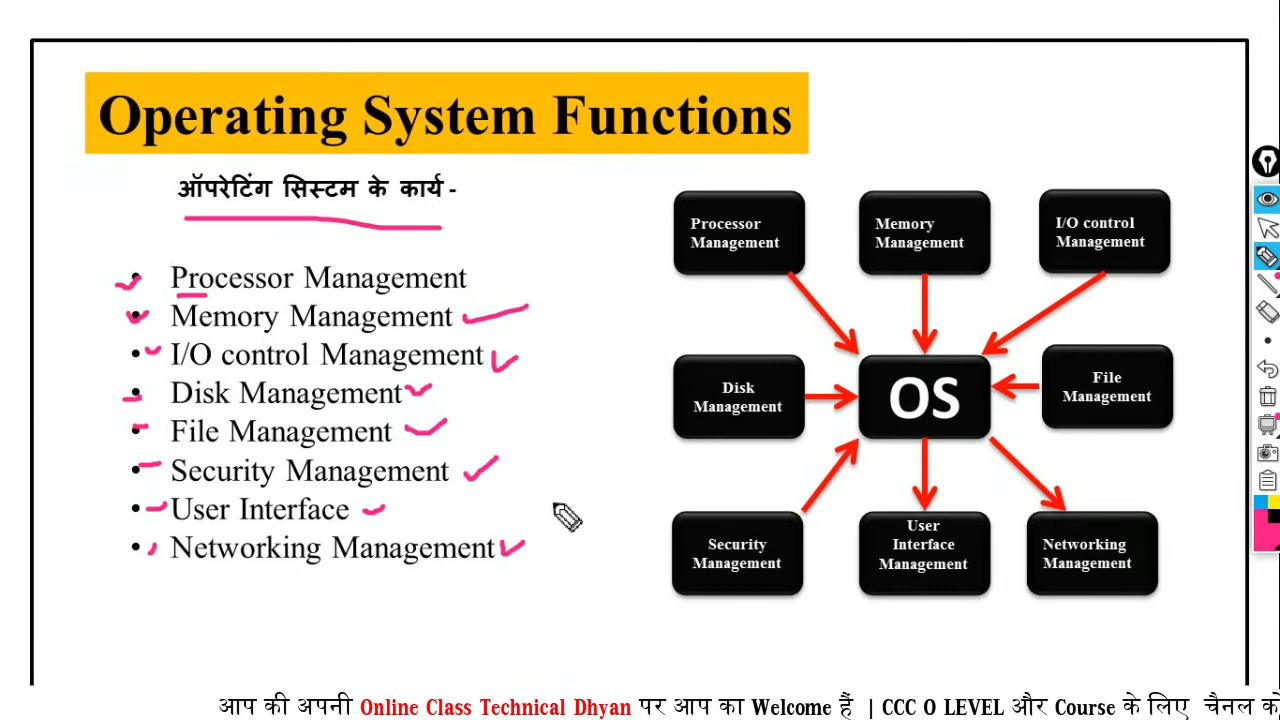 Operating System Functions
ऑपरेटिंग सिस्टम के कार्य -
• Processor Management
• Memory Management
• I/O control Management
• Disk Management
• File Management
• Security Management
• User Interface
• Networking Management
Processor
Management
Memory
Management
I/O control
Management
Disk
Management
OS
File
Management
Security
Management
User
Interface
Management
Networking
Management
आप की अपनी Online Class Technical Dhyan पर आप का Welcome हैं | CCC O LEVEL और Course के लिए चैनल को